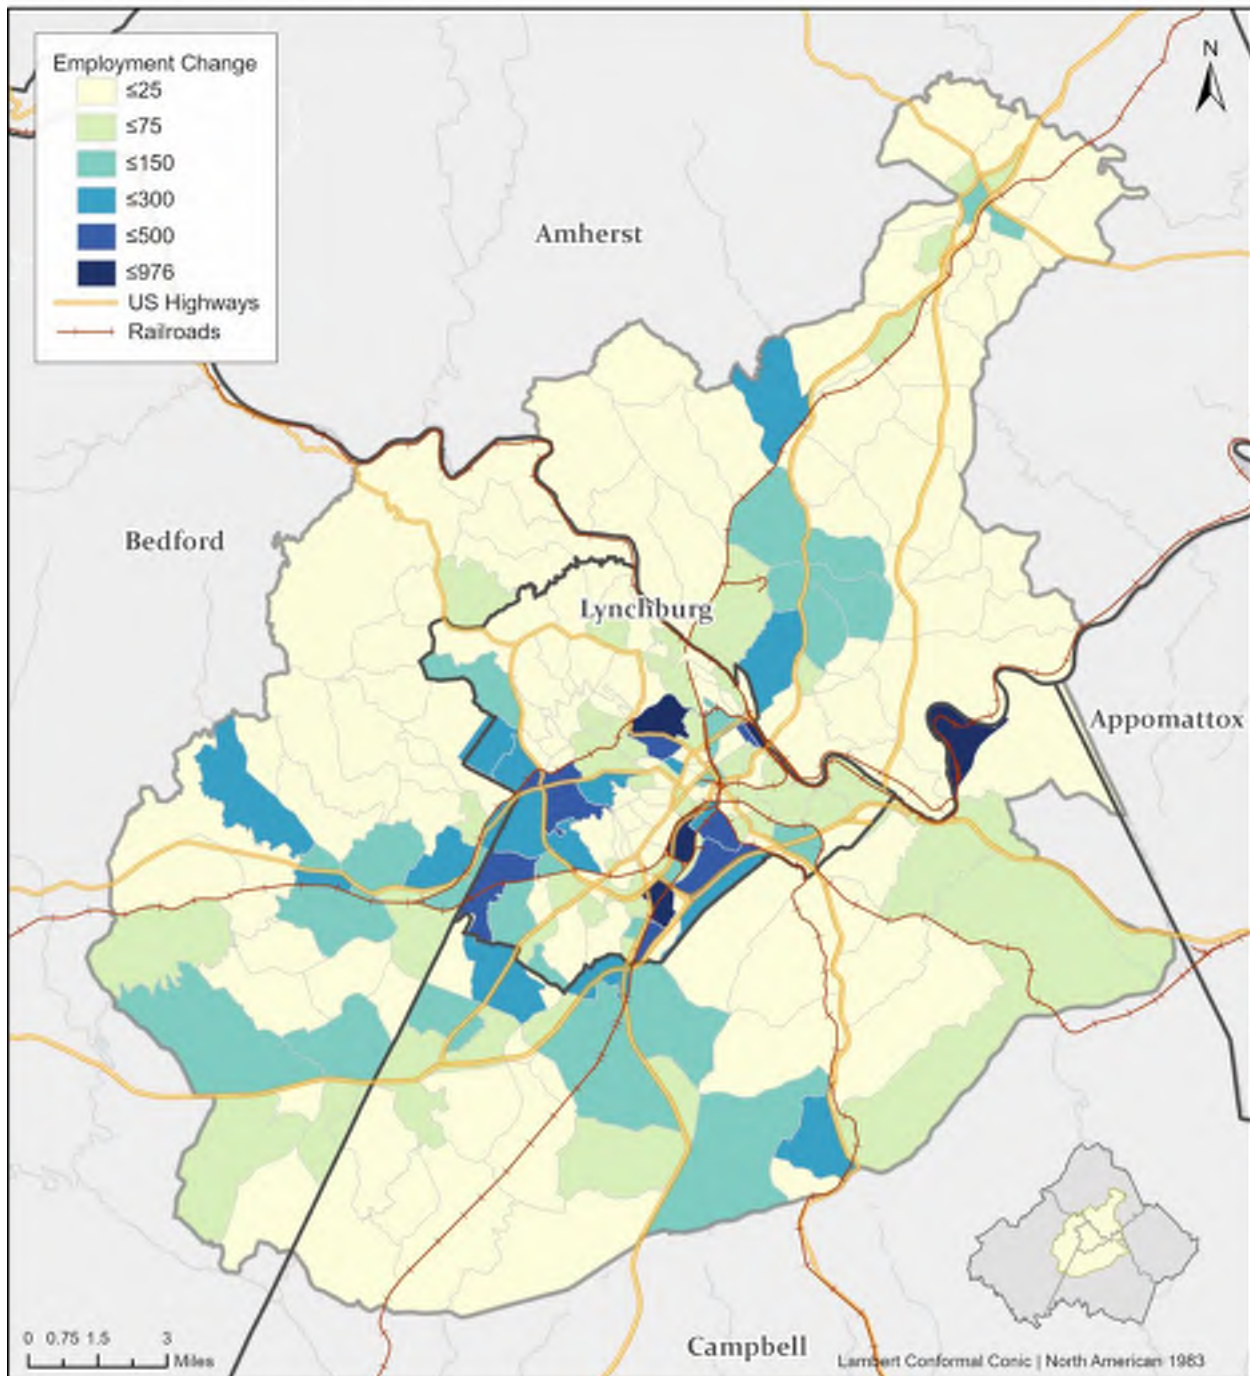 Employment Change
≤25
≤75
≤150
≤300
≤500
≤976
US Highways
Railroads
N
Amherst
Bedford
Lynchburg
Appomattox
Campbell
0 0.75 1.5 3
Miles
Lambert Conformal Conic | North American 1983